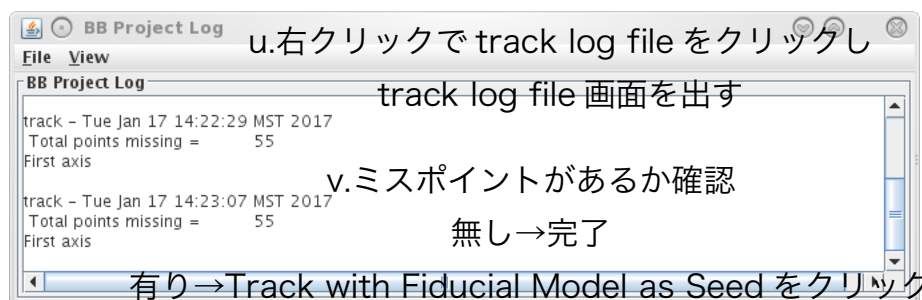 BB Project Log
u.右クリックで track log file をクリックし
File View
track log file 画面を出す
BB Project Log
track – Tue Jan 17 14:22:29 MST 2017
Total points missing = 55
First axis
v.ミスポイントがあるか確認
track – Tue Jan 17 14:23:07 MST 2017
Total points missing = 55
First axis
無し→完了
有り→Track with Fiducial Model as Seed をクリック